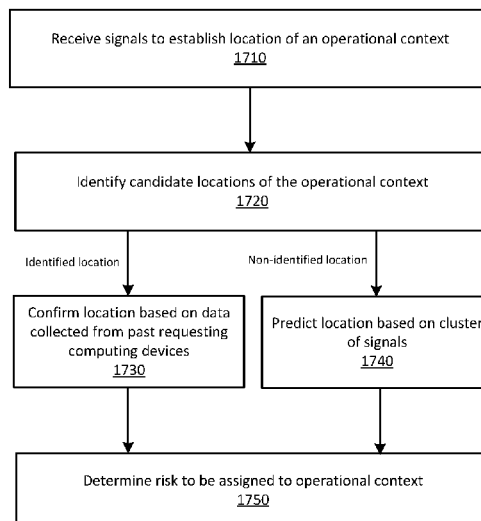 Receive signals to establish location of an operational context
1710
Identify candidate locations of the operational context
1720
Identified location
Non-identified location
Confirm location based on data
collected from past requesting
computing devices
1730
Predict location based on cluster
of signals
1740
Determine risk to be assigned to operational context
1750